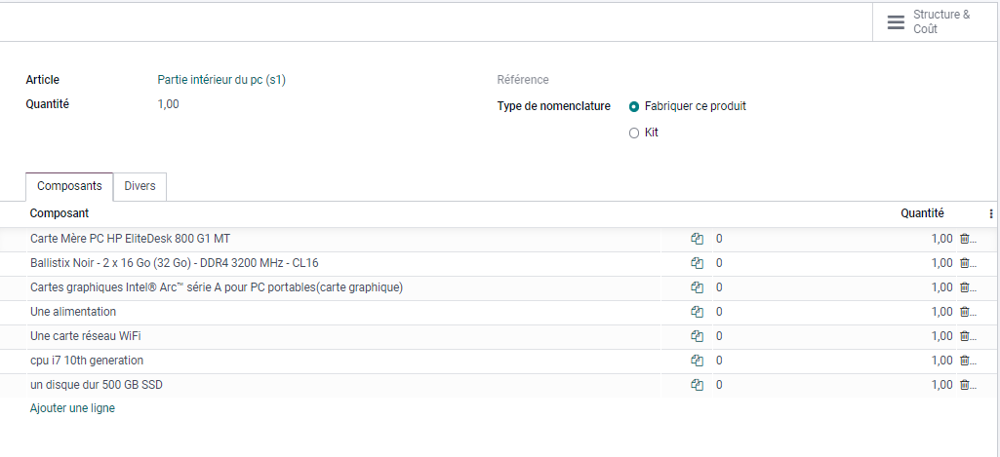 Structure &
Coût
Article Partie intérieur du pc (s1) Référence
Quantité 1,00 Type de nomenclature Fabriquer ce produit
Kit
Composants Divers
Composant Quantité
Carte Mère PC HP EliteDesk 800 G1 MT 0 1,00 ...
Ballistix Noir - 2 x 16 Go (32 Go) - DDR4 3200 MHz - CL16 0 1,00 ...
Cartes graphiques Intel® Arc™ série A pour PC portables(carte graphique) 0 1,00 ...
Une alimentation 0 1,00 ...
Une carte réseau WiFi 0 1,00 ...
cpu i7 10th generation 0 1,00 ...
un disque dur 500 GB SSD 0 1,00 ...
Ajouter une ligne